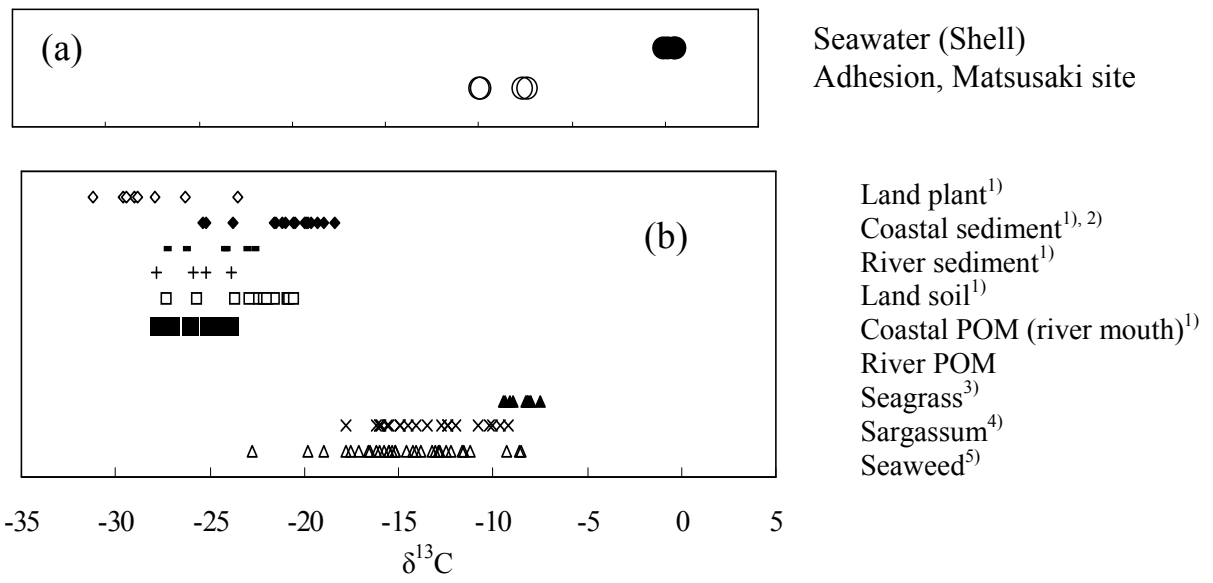 (a)
Seawater (Shell)
Adhesion, Matsusaki site
(b)
Land plant1)
Coastal sediment1), 2)
River sediment1)
Land soil1)
Coastal POM (river mouth)1)
River POM
Seagrass3)
Sargassum4)
Seaweed5)
-35 -30 -25 -20 -15 -10 -5 0 5
δ13C